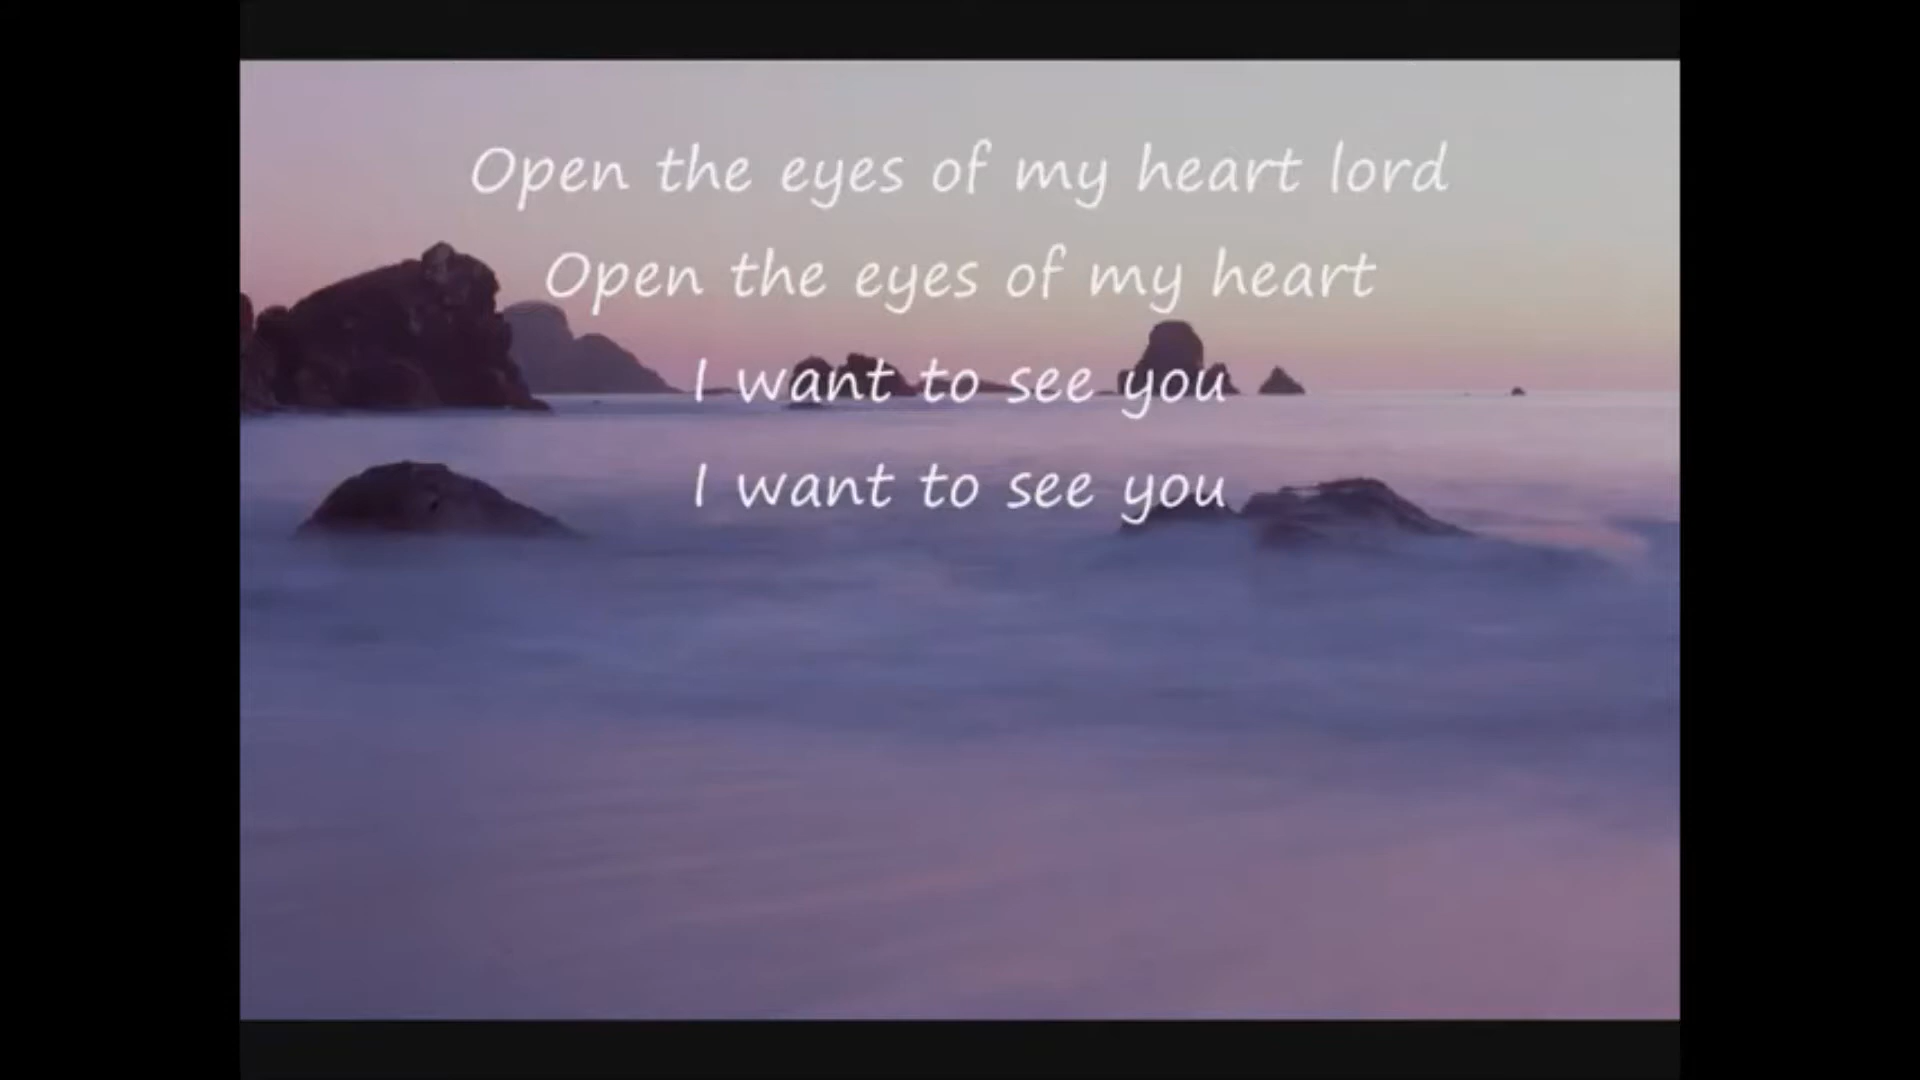 Open the eyes of my heart lord
Open the eyes of my heart
I want to see you
I want to see you